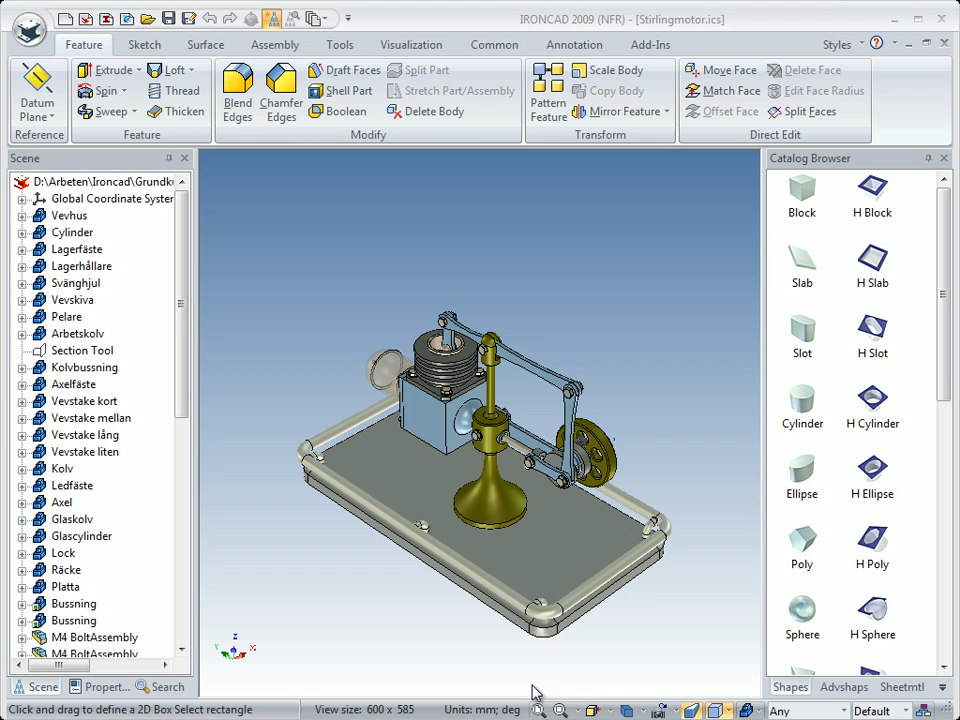 IRONCAD 2009 (NFR) - [Stirlingmotor.ics]
Feature Sketch Surface Assembly Tools Visualization Common Annotation Add-Ins Styles
Datum Plane
Reference
Extrude Loft
Spin Thread
Sweep Thicken
Feature
Blend Edges
Chamfer Edges
Draft Faces Split Part
Shell Part Stretch Part/Assembly
Boolean Delete Body
Modify
Pattern Feature
Scale Body
Copy Body
Mirror Feature
Transform
Move Face Delete Face
Match Face Edit Face Radius
Offset Face Split Faces
Direct Edit
Scene
D:\Arbeten\Ironcad\Grundk
Global Coordinate System
Vevhus
Cylinder
Lagerfäste
Lagerhållare
Svänghjul
Vevskiva
Pelare
Arbetskolv
Section Tool
Kolvbussning
Axelfäste
Vevstake kort
Vevstake mellan
Vevstake lång
Vevstake liten
Kolv
Ledfäste
Axel
Glaskolv
Glascylinder
Lock
Räcke
Platta
Bussning
Bussning
M4 BoltAssembly
M4 BoltAssembly
Scene Propert... Search
Z
Y X
Catalog Browser
Block H Block
Slab H Slab
Slot H Slot
Cylinder H Cylinder
Ellipse H Ellipse
Poly H Poly
Sphere H Sphere
Shapes Advshaps Sheetmtl
Click and drag to define a 2D Box Select rectangle View size: 600 x 585 Units: mm; deg Any Default